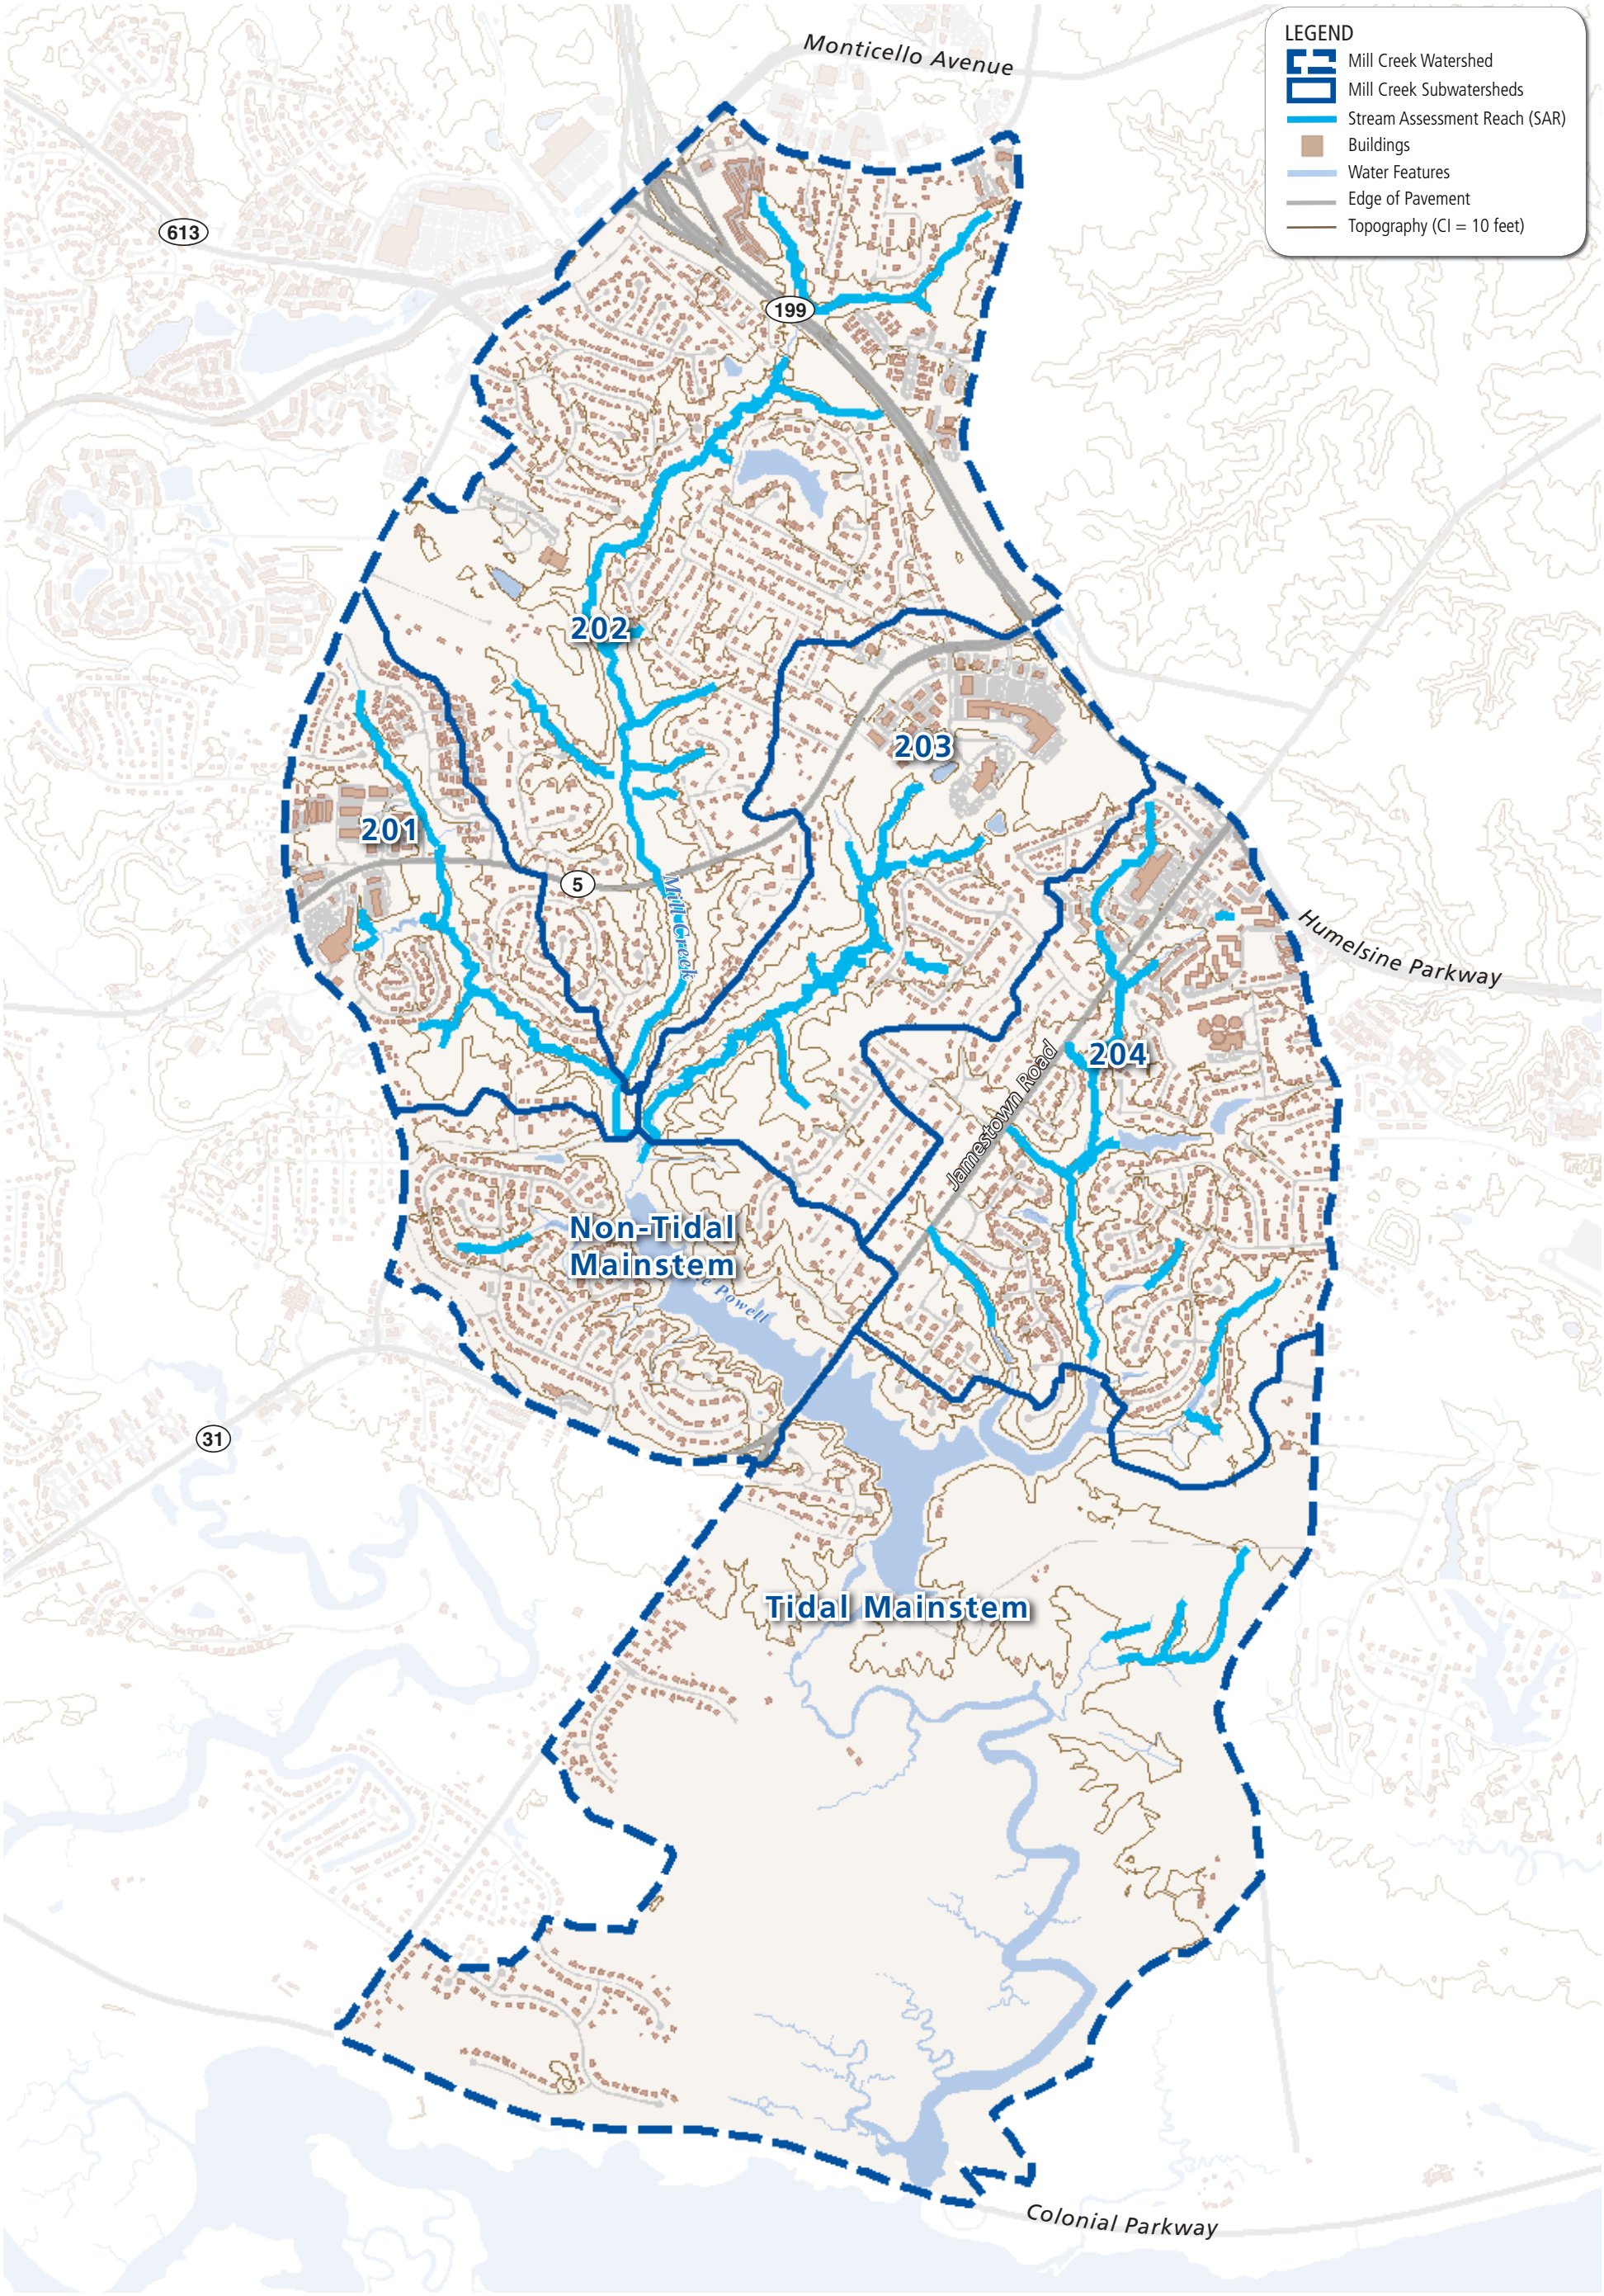 Monticello Avenue
LEGEND
Mill Creek Watershed
Mill Creek Subwatersheds
Stream Assessment Reach (SAR)
Buildings
Water Features
Edge of Pavement
Topography (CI = 10 feet)
613
199
202
203
201
5
Mill Creek
Humelsine Parkway
204
Jamestown Road
Non-Tidal
Mainstem
Powell
31
Tidal Mainstem
Colonial Parkway